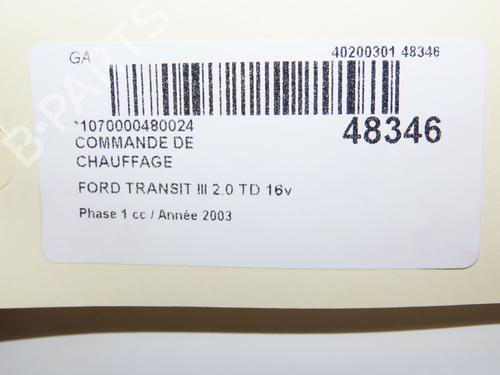 GA
40200301 48346
*1070000480024
48346
COMMANDE DE
CHAUFFAGE
FORD TRANSIT III 2.0 TD 16v
Phase 1 cc / Année 2003
B-PARTS